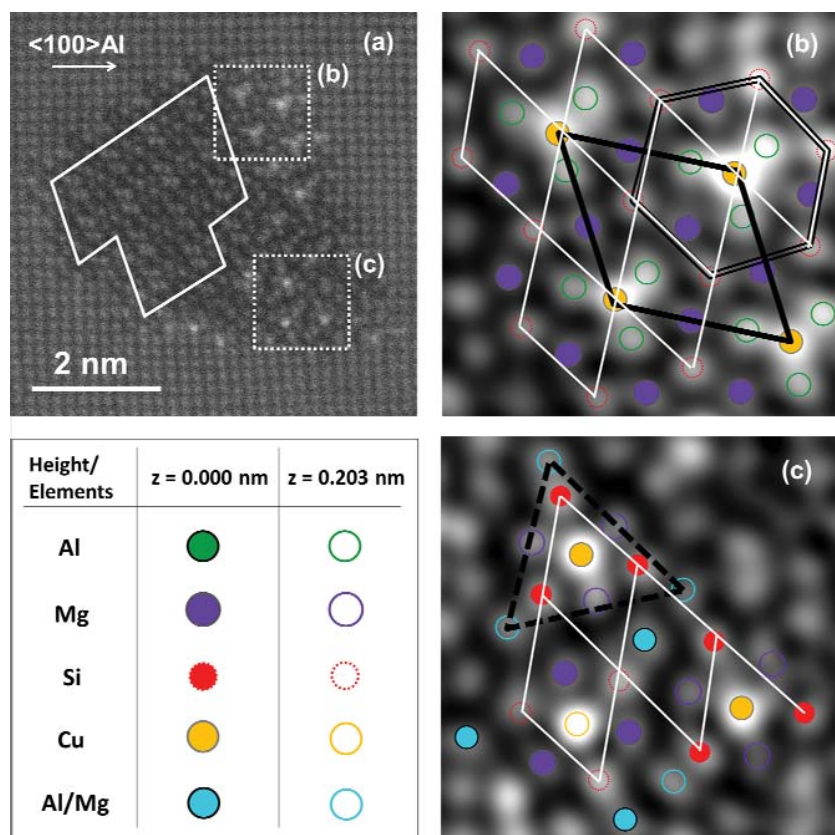 <100>Al
(a)
(b)
(c)
2 nm
(b)
Height/
Elements
z = 0.000 nm
z = 0.203 nm
Al
Mg
Si
Cu
Al/Mg
(c)